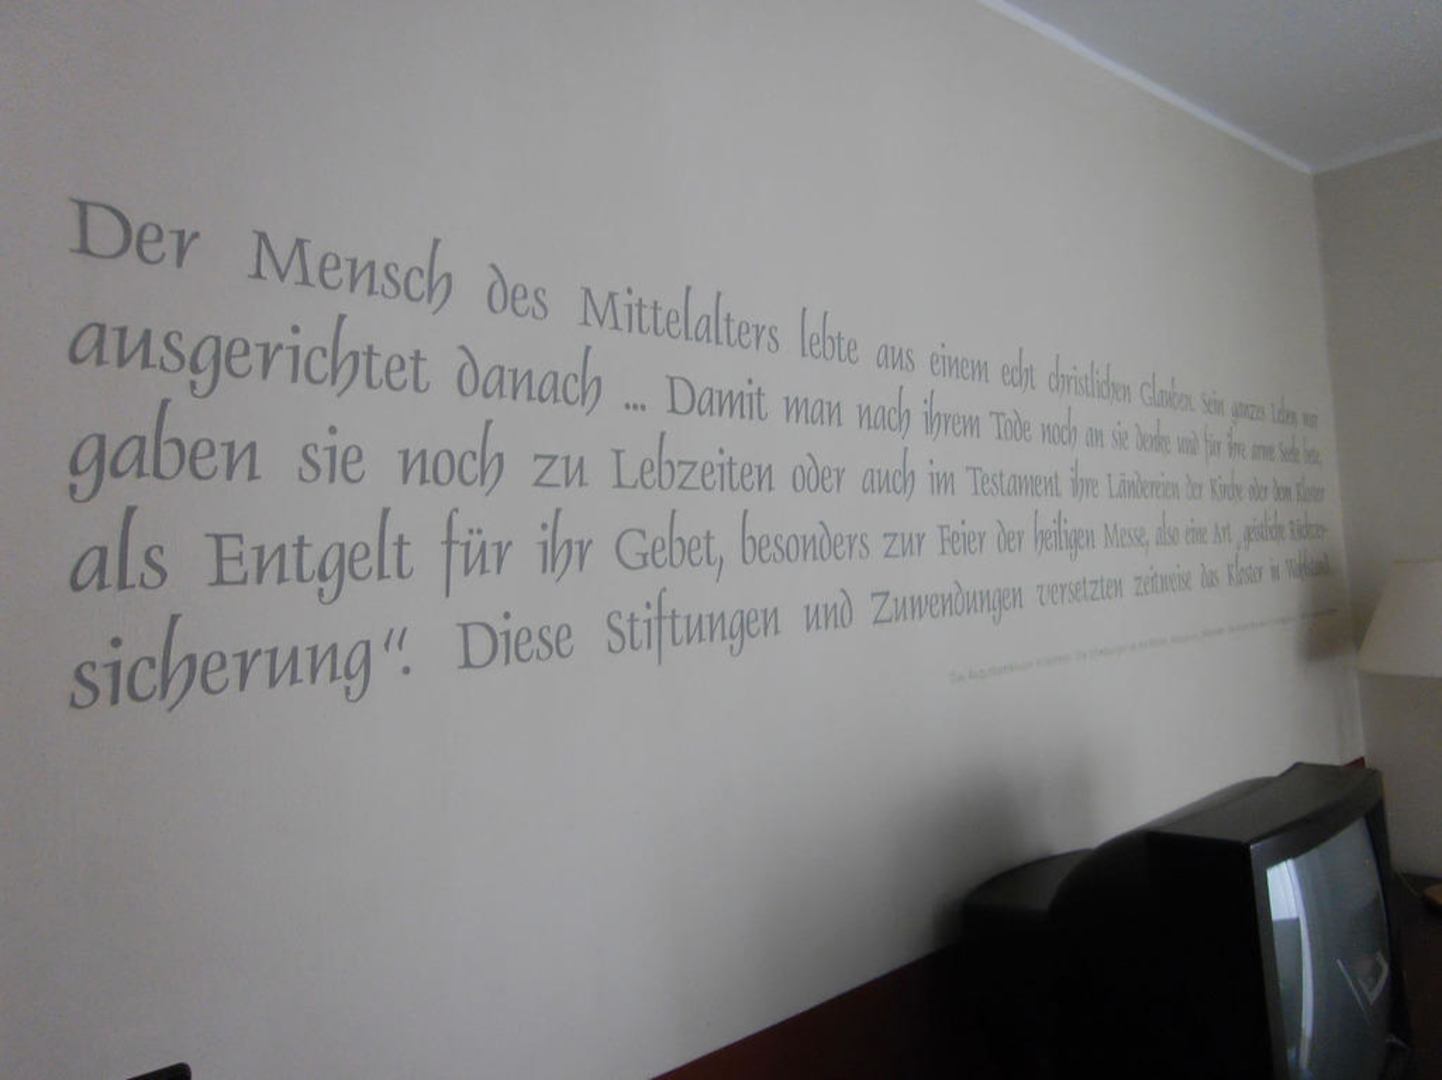 Der Mensch des Mittelalters lebte aus einem echt christlichen Glauben. Sein ganzes Leben war
ausgerichtet danach ... Damit man nach ihrem Tode noch an sie denke und für ihre arme Seele bete,
gaben sie noch zu Lebzeiten oder auch im Testament ihre Ländereien der Kirche oder dem Kloster
als Entgelt für ihr Gebet, besonders zur Feier der heiligen Messe, also eine Art „geistliche Rückver-
sicherung“. Diese Stiftungen und Zuwendungen versetzten zeitweise das Kloster in Wohlstand.